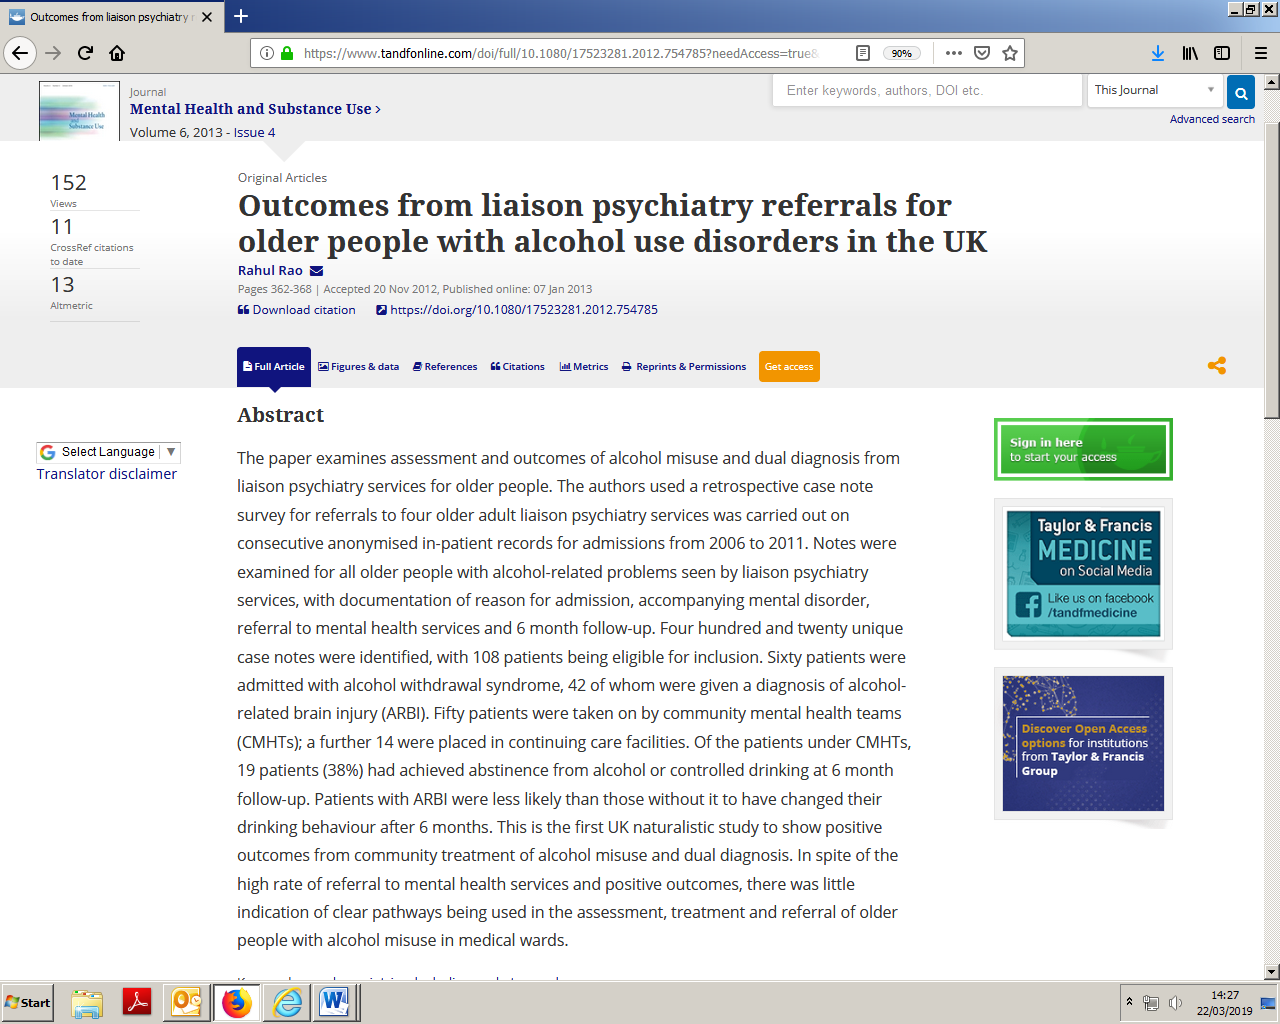 Outcomes from liaison psychiatry r
https://www.tandfonline.com/doi/full/10.1080/17523281.2012.754785?needAccess=true&
90%
Journal
Mental Health and Substance Use >
Volume 6, 2013 - Issue 4
Enter keywords, authors, DOI etc.
This Journal
Advanced search
152
Views
11
CrossRef citations
to date
13
Altmetric
Original Articles
Outcomes from liaison psychiatry referrals for
older people with alcohol use disorders in the UK
Rahul Rao
Pages 362-368 | Accepted 20 Nov 2012, Published online: 07 Jan 2013
Download citation
https://doi.org/10.1080/17523281.2012.754785
Full Article
Figures & data
References
Citations
Metrics
Reprints & Permissions
Get access
Select Language
Translator disclaimer
Abstract
The paper examines assessment and outcomes of alcohol misuse and dual diagnosis from
liaison psychiatry services for older people. The authors used a retrospective case note
survey for referrals to four older adult liaison psychiatry services was carried out on
consecutive anonymised in-patient records for admissions from 2006 to 2011. Notes were
examined for all older people with alcohol-related problems seen by liaison psychiatry
services, with documentation of reason for admission, accompanying mental disorder,
referral to mental health services and 6 month follow-up. Four hundred and twenty unique
case notes were identified, with 108 patients being eligible for inclusion. Sixty patients were
admitted with alcohol withdrawal syndrome, 42 of whom were given a diagnosis of alcohol-
related brain injury (ARBI). Fifty patients were taken on by community mental health teams
(CMHTs); a further 14 were placed in continuing care facilities. Of the patients under CMHTs,
19 patients (38%) had achieved abstinence from alcohol or controlled drinking at 6 month
follow-up. Patients with ARBI were less likely than those without it to have changed their
drinking behaviour after 6 months. This is the first UK naturalistic study to show positive
outcomes from community treatment of alcohol misuse and dual diagnosis. In spite of the
high rate of referral to mental health services and positive outcomes, there was little
indication of clear pathways being used in the assessment, treatment and referral of older
people with alcohol misuse in medical wards.
Sign in here
to start your access
Taylor & Francis
MEDICINE
on Social Media
Like us on facebook
/tandfmedicine
Discover Open Access
options for institutions
from Taylor & Francis
Group
Start
14:27
22/03/2019